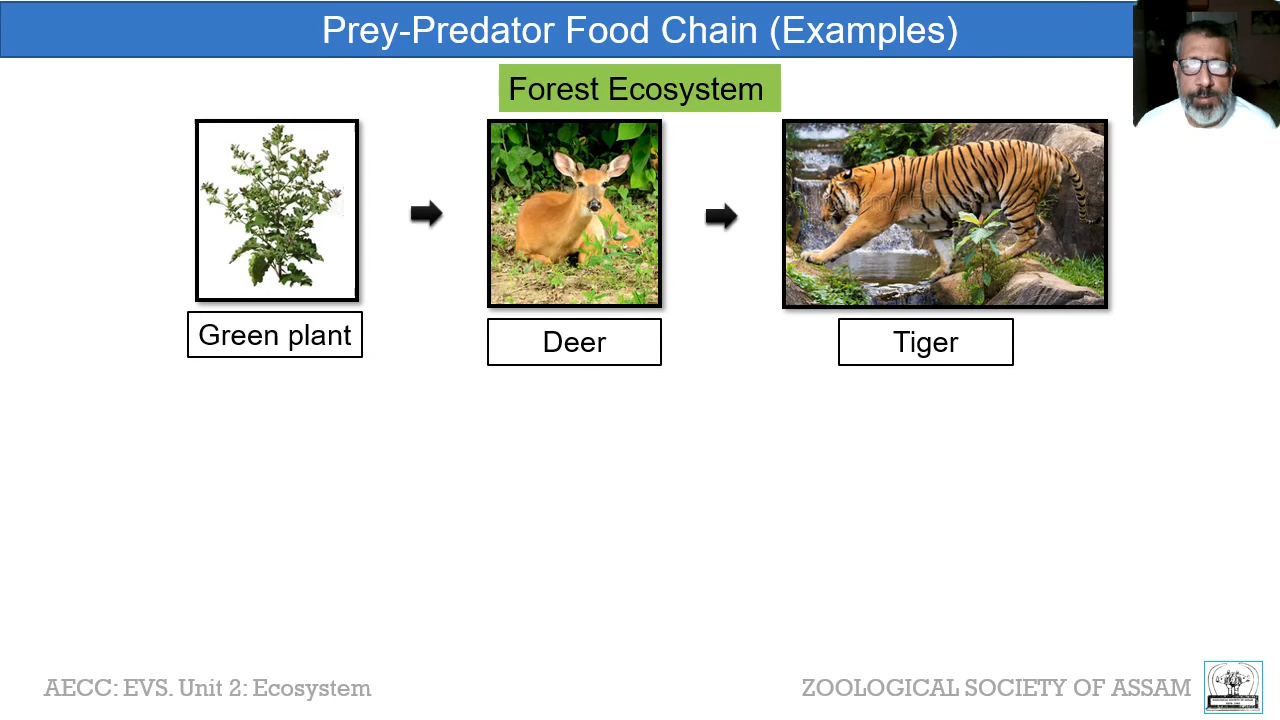 Prey-Predator Food Chain (Examples)
Forest Ecosystem
Green plant
Deer
Tiger
AECC: EVS. Unit 2: Ecosystem
ZOOLOGICAL SOCIETY OF ASSAM